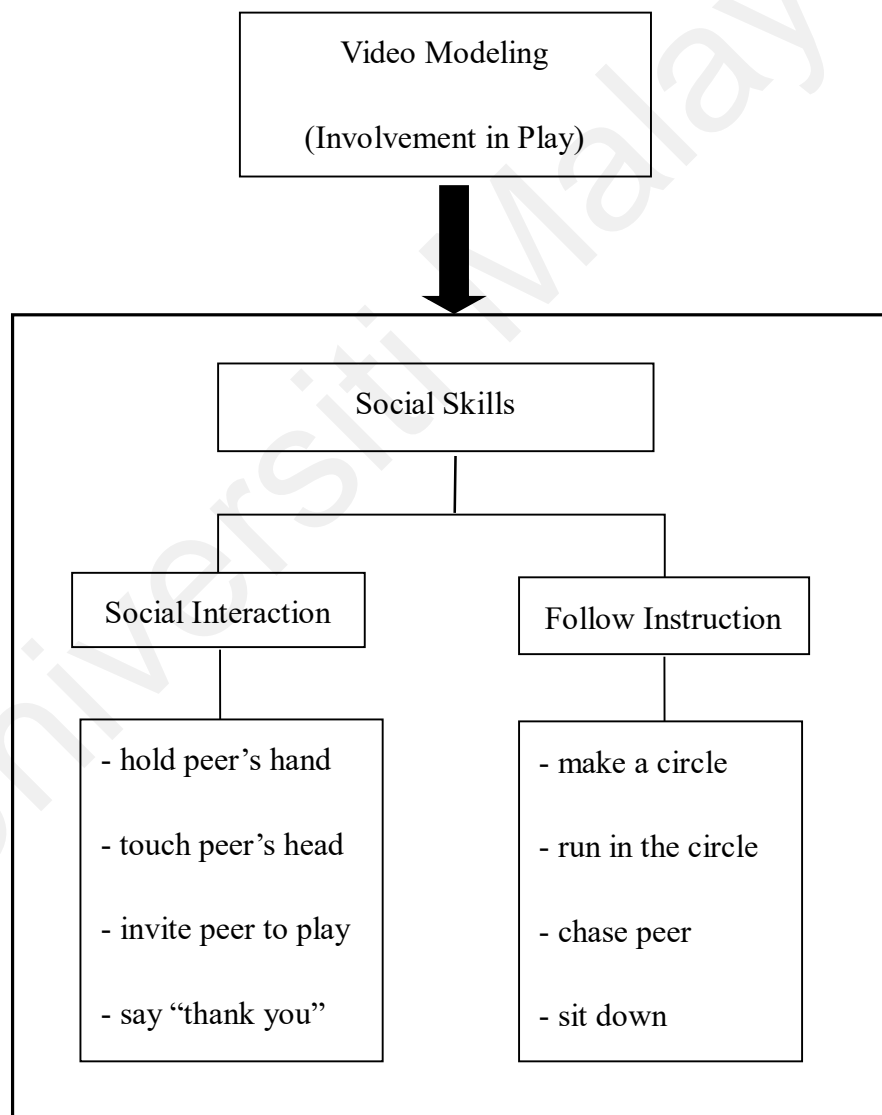 Video Modeling
(Involvement in Play)
Social Skills
Social Interaction
Follow Instruction
- hold peer’s hand
- touch peer’s head
- invite peer to play
- say “thank you”
- make a circle
- run in the circle
- chase peer
- sit down